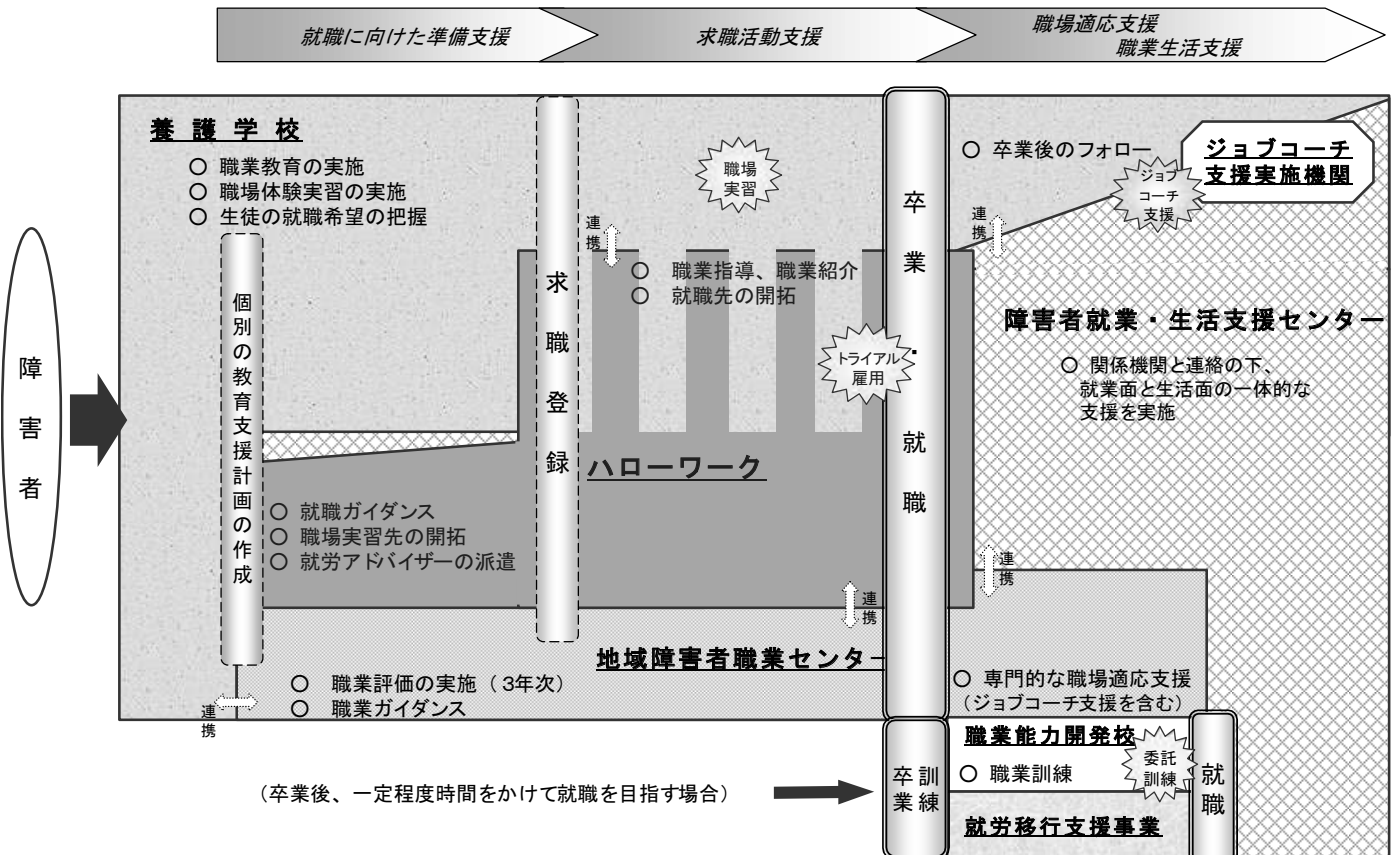 就職に向けた準備支援
求職活動支援
職場適応支援
職業生活支援
養護学校
○ 職業教育の実施
○ 職場体験実習の実施
○ 生徒の就職希望の把握
職場
実習
○ 卒業後のフォロー
ジョブ
コーチ
支援
ジョブコーチ
支援実施機関
障害者
個別の教育支援計画の作成
求職登録
連携
○ 職業指導、職業紹介
○ 就職先の開拓
トライアル
雇用
卒業・就職
連携
障害者就業・生活支援センター
○ 関係機関と連絡の下、
就業面と生活面の一体的な
支援を実施
ハローワーク
○ 就職ガイダンス
○ 職場実習先の開拓
○ 就労アドバイザーの派遣
連携
連携
地域障害者職業センター
○ 職業評価の実施（3年次）
○ 職業ガイダンス
連携
○ 専門的な職場適応支援
（ジョブコーチ支援を含む）
職業能力開発校
○ 職業訓練
委託
訓練
就職
（卒業後、一定程度時間をかけて就職を目指す場合）
訓練
卒業
就労移行支援事業